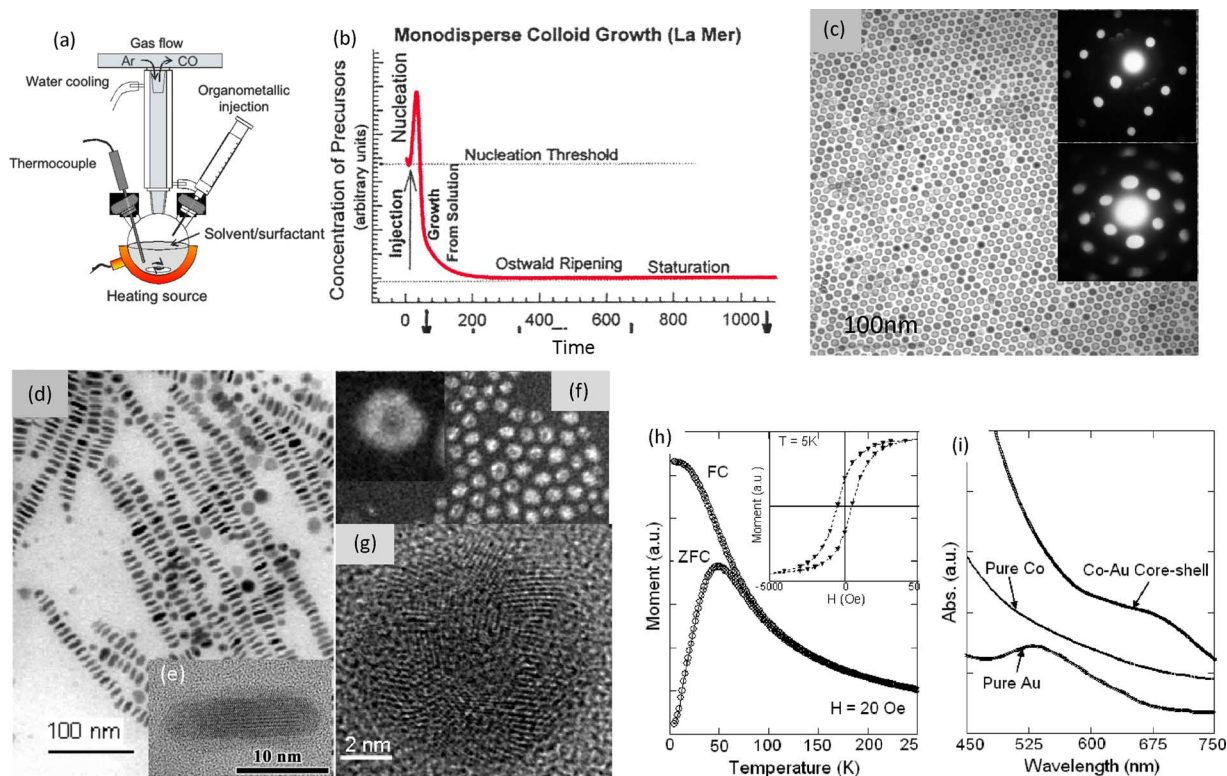 (a)
Gas flow
Ar
CO
Water cooling
Organometallic
injection
Thermocouple
Solvent/surfactant
Heating source
(b)
Monodisperse Colloid Growth (La Mer)
Concentration of Precursors
(arbitrary units)
Nucleation
Nucleation Threshold
Injection
Growth
From Solution
Ostwald Ripening
Staturation
0 200 400 600 800 1000
Time
(c)
100nm
(d)
100 nm
(e)
10 nm
(f)
(g)
2 nm
(h)
FC
ZFC
T = 5K
Moment (a.u.)
-5000 0 50
H (Oe)
Moment (a.u.)
H = 20 Oe
0 50 100 150 200 25
Temperature (K)
(i)
Abs. (a.u.)
Pure Co
Co-Au Core-shell
Pure Au
450 525 600 675 750
Wavelength (nm)